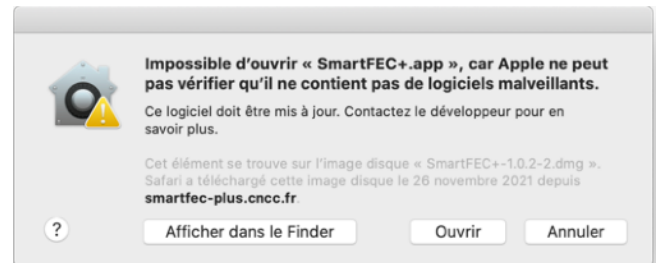 Impossible d'ouvrir « SmartFEC+.app », car Apple ne peut
pas vérifier qu'il ne contient pas de logiciels malveillants.
Ce logiciel doit être mis à jour. Contactez le développeur pour en
savoir plus.
Cet élément se trouve sur l'image disque « SmartFEC+-1.0.2-2.dmg ».
Safari a téléchargé cette image disque le 26 novembre 2021 depuis
smartfec-plus.cncc.fr.
? Afficher dans le Finder Ouvrir Annuler